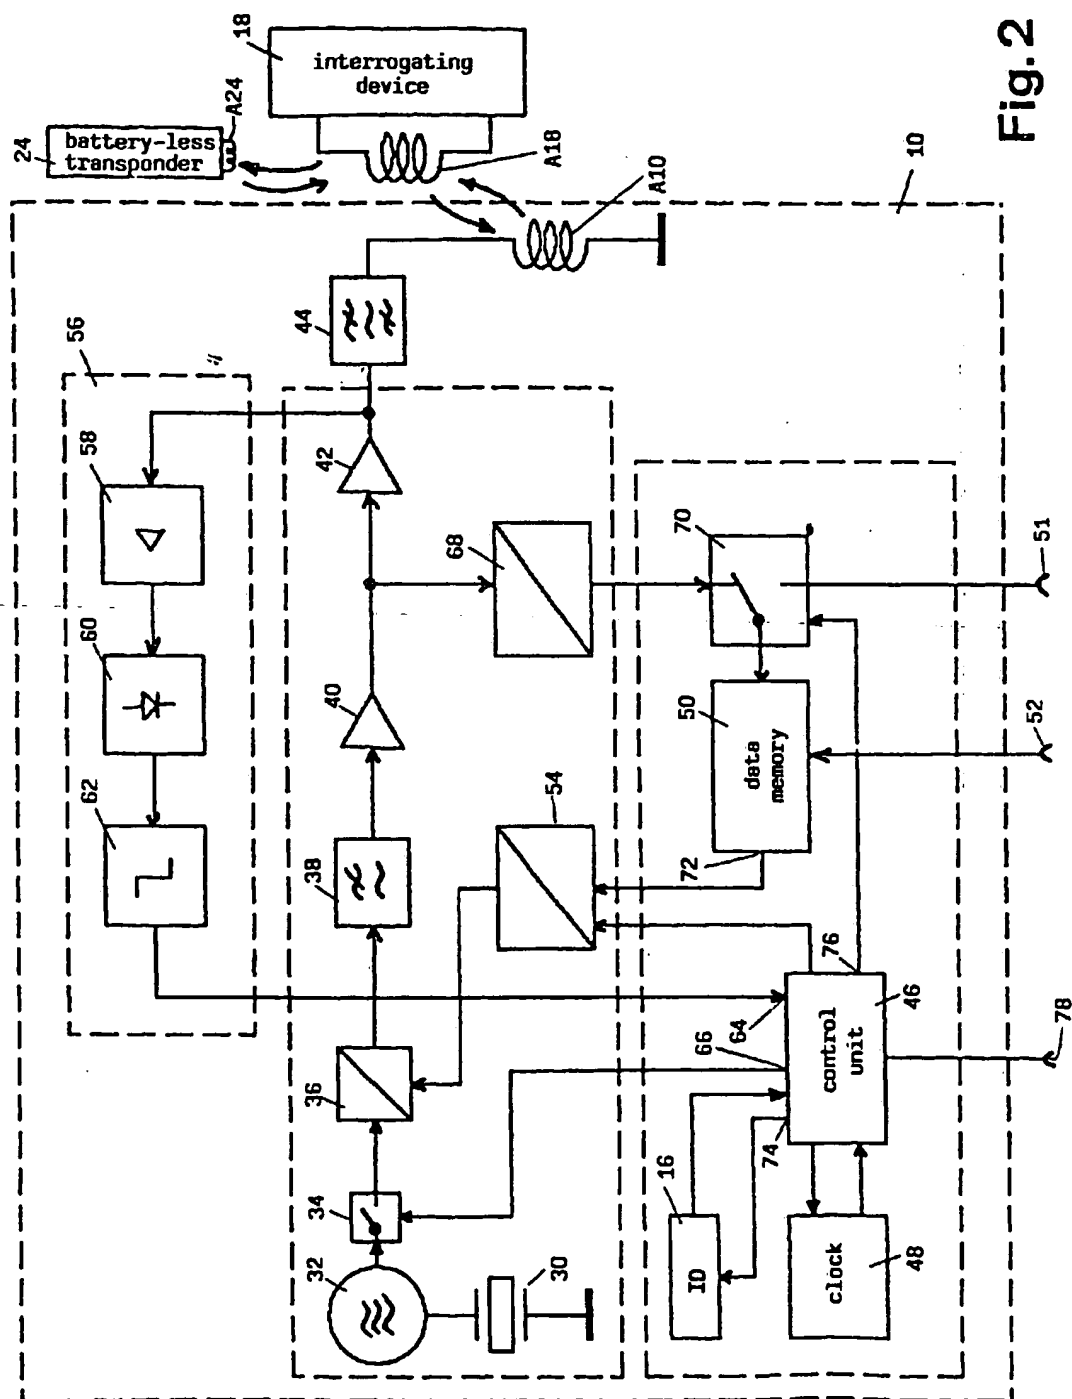 18
interrogating
device
A24
24
battery-less
transponder
Fig.2
A18
A10
10
44
56
58
42
68
70
51
60
40
50
data
memory
52
62
38
54
72
76
46
control
unit
64
66
78
36
74
16
34
ID
32
30
clock
48